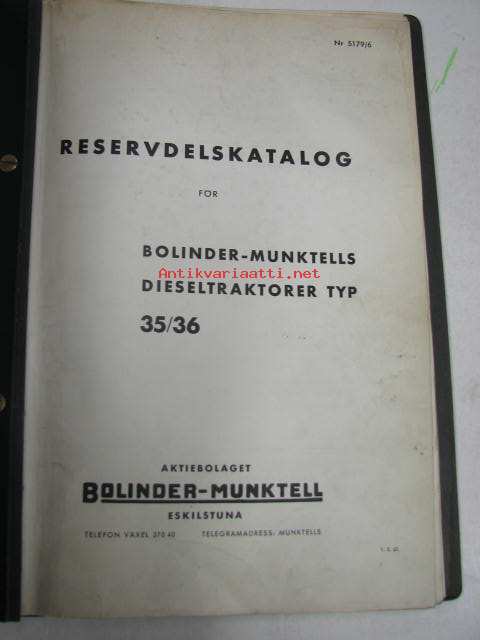 Nr 5179/6
RESERVDELSKATALOG
FÖR
BOLINDER-MUNKTELLS
Antikvariaatti.net
DIESELTRAKTORER TYP
35/36
AKTIEBOLAGET
BOLINDER-MUNKTELL
ESKILSTUNA
TELEFON VÄXEL 370 40 TELEGRAMADRESS: MUNKTELLS